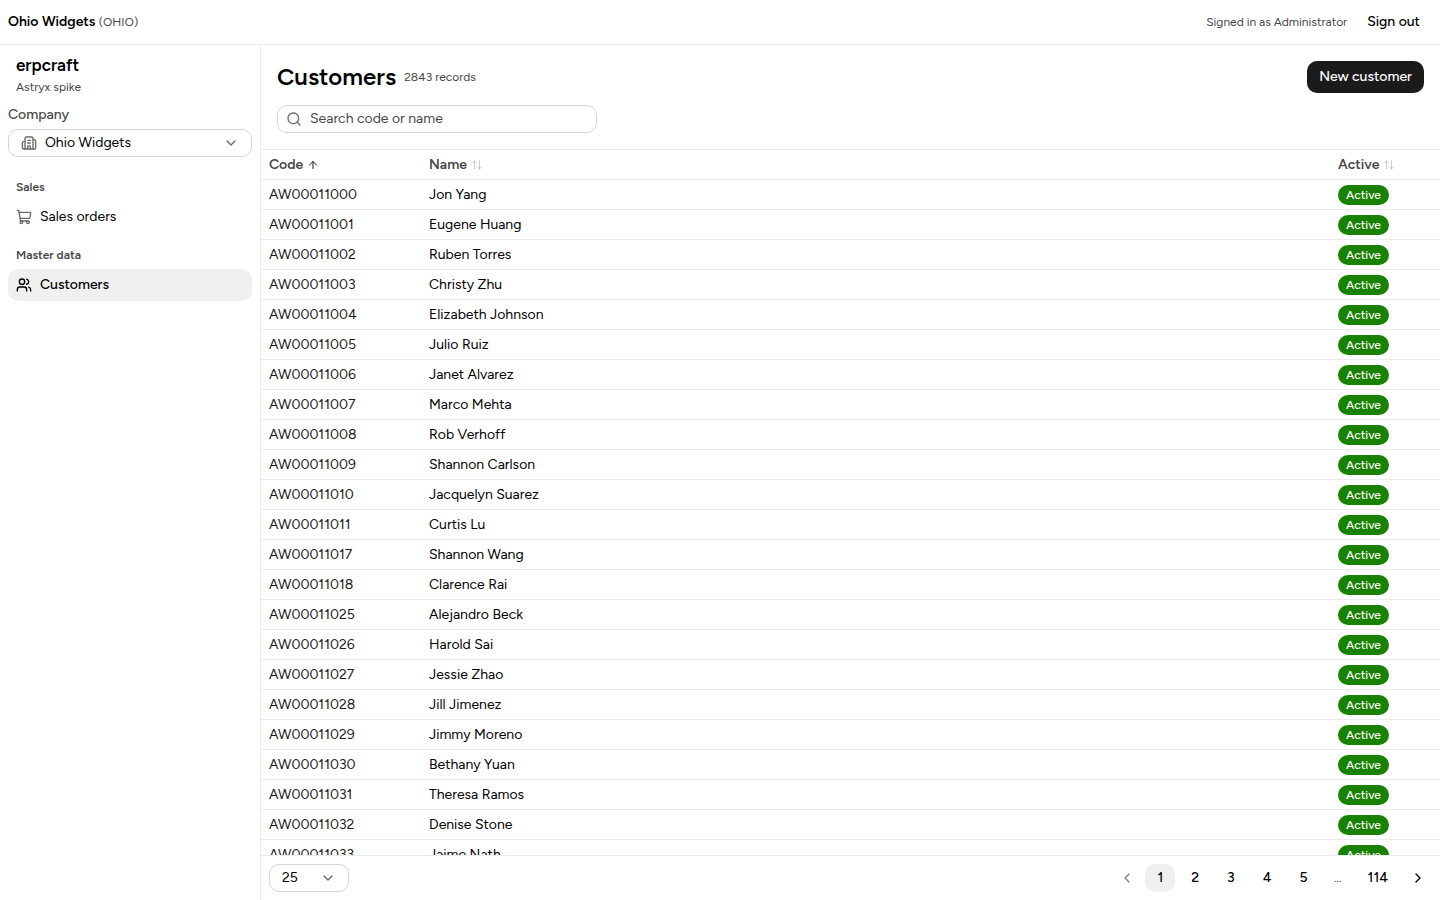 Ohio Widgets (OHIO) Signed in as Administrator Sign out
erpcraft
Astryx spike
Company
Ohio Widgets
Sales
Sales orders
Master data
Customers
Customers 2843 records New customer
Search code or name
Code Name Active
AW00011000 Jon Yang Active
AW00011001 Eugene Huang Active
AW00011002 Ruben Torres Active
AW00011003 Christy Zhu Active
AW00011004 Elizabeth Johnson Active
AW00011005 Julio Ruiz Active
AW00011006 Janet Alvarez Active
AW00011007 Marco Mehta Active
AW00011008 Rob Verhoff Active
AW00011009 Shannon Carlson Active
AW00011010 Jacquelyn Suarez Active
AW00011011 Curtis Lu Active
AW00011017 Shannon Wang Active
AW00011018 Clarence Rai Active
AW00011025 Alejandro Beck Active
AW00011026 Harold Sai Active
AW00011027 Jessie Zhao Active
AW00011028 Jill Jimenez Active
AW00011029 Jimmy Moreno Active
AW00011030 Bethany Yuan Active
AW00011031 Theresa Ramos Active
AW00011032 Denise Stone Active
AW00011033 Jaime Nath Active
25 1 2 3 4 5 ... 114